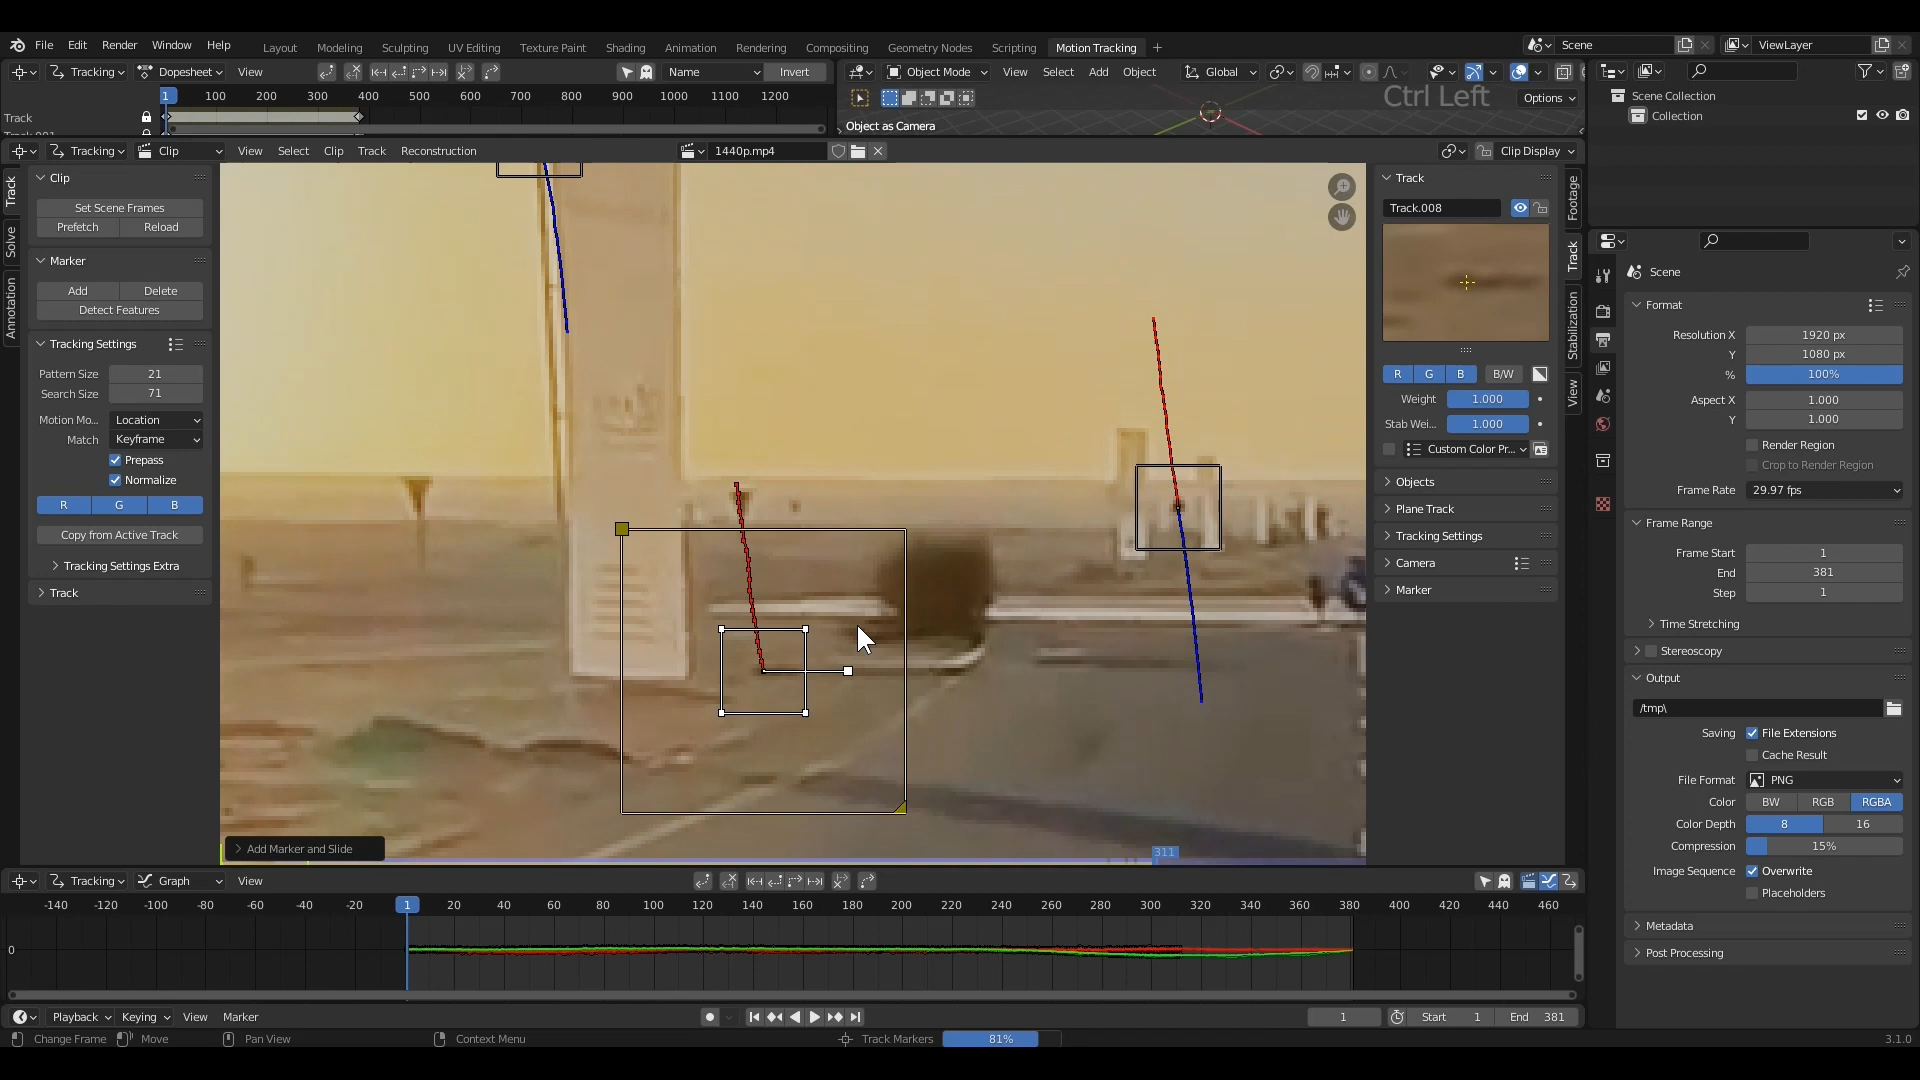 File Edit Render Window Help Layout Modeling Sculpting UV Editing Texture Paint Shading Animation Rendering Compositing Geometry Nodes Scripting Motion Tracking + Scene ViewLayer
Tracking Dopesheet View Name Invert Object Mode View Select Add Object Global
1 100 200 300 400 500 600 700 800 900 1000 1100 1200 Ctrl Left Options Scene Collection
Track Object as Camera Collection
Tracking Clip View Select Clip Track Reconstruction 1440p.mp4 Clip Display
Track
Solve
Annotation
Clip
Set Scene Frames
Prefetch Reload
Marker
Add Delete
Detect Features
Tracking Settings
Pattern Size 21
Search Size 71
Motion Mo... Location
Match Keyframe
Prepass
Normalize
R G B
Copy from Active Track
Tracking Settings Extra
Track
Add Marker and Slide
311
Track
Track.008
R G B B/W
Weight 1.000
Stab Wei... 1.000
Custom Color Pr...
Objects
Plane Track
Tracking Settings
Camera
Marker
Footage
Track
Stabilization
View
Scene
Format
Resolution X 1920 px
Y 1080 px
% 100%
Aspect X 1.000
Y 1.000
Render Region
Crop to Render Region
Frame Rate 29.97 fps
Frame Range
Frame Start 1
End 381
Step 1
Time Stretching
Stereoscopy
Output
/tmp\
Saving File Extensions
Cache Result
File Format PNG
Color BW RGB RGBA
Color Depth 8 16
Compression 15%
Image Sequence Overwrite
Placeholders
Metadata
Post Processing
Tracking Graph View
-140 -120 -100 -80 -60 -40 -20 1 20 40 60 80 100 120 140 160 180 200 220 240 260 280 300 320 340 360 380 400 420 440 460
0
Playback Keying View Marker 1 Start 1 End 381
Change Frame Move Pan View Context Menu Track Markers 81% 3.1.0